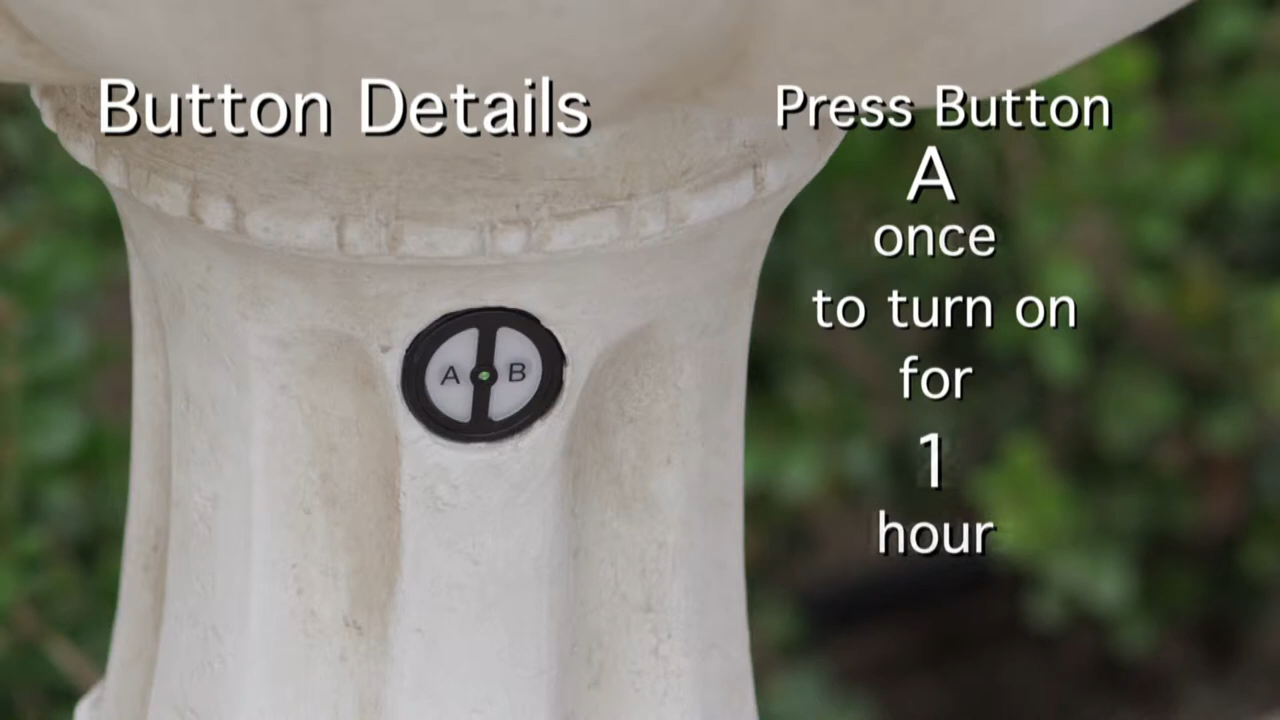 Button Details
Press Button
A
once
to turn on
for
1
hour
A B